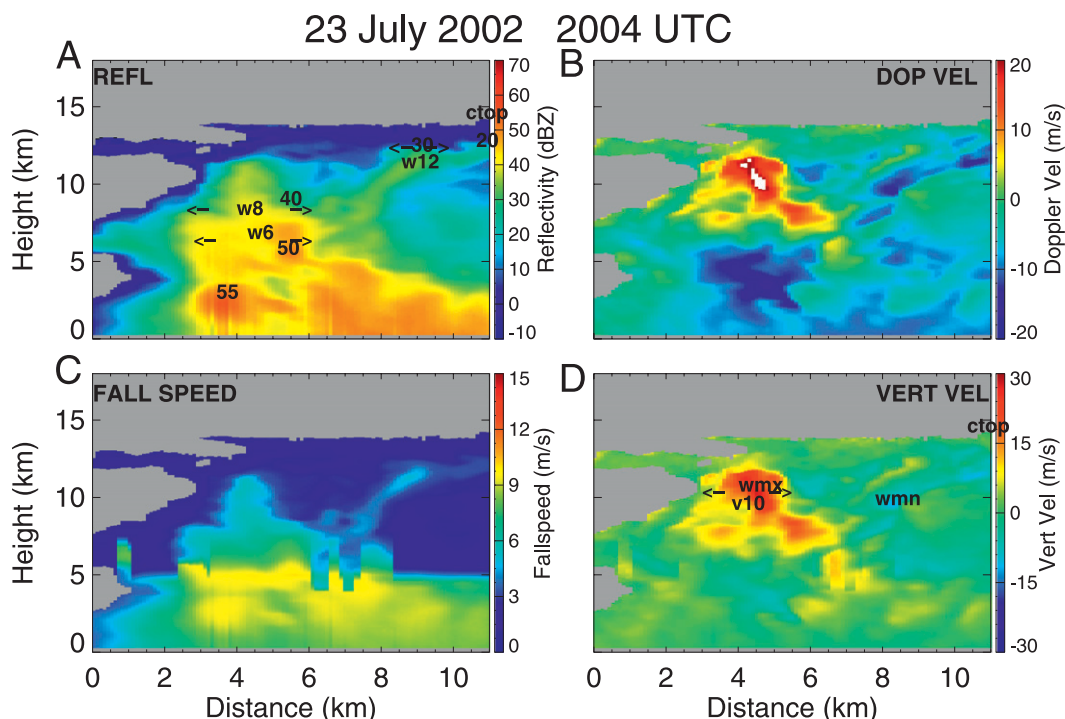 23 July 2002 2004 UTC
A
REFL
15
10
5
0
Height (km)
ctop
20
<-30->
w12
40
<- w8 ->
w6
<- ->
50
55
70
60
50
40
30
20
10
0
-10
Reflectivity (dBZ)
B
DOP VEL
20
10
0
-10
-20
Doppler Vel (m/s)
C
FALL SPEED
15
10
5
0
Height (km)
0 2 4 6 8 10
Distance (km)
15
12
9
6
3
0
Fallspeed (m/s)
D
VERT VEL
ctop
wmx
<- ->
v10
wmn
0 2 4 6 8 10
Distance (km)
30
15
0
-15
-30
Vert Vel (m/s)